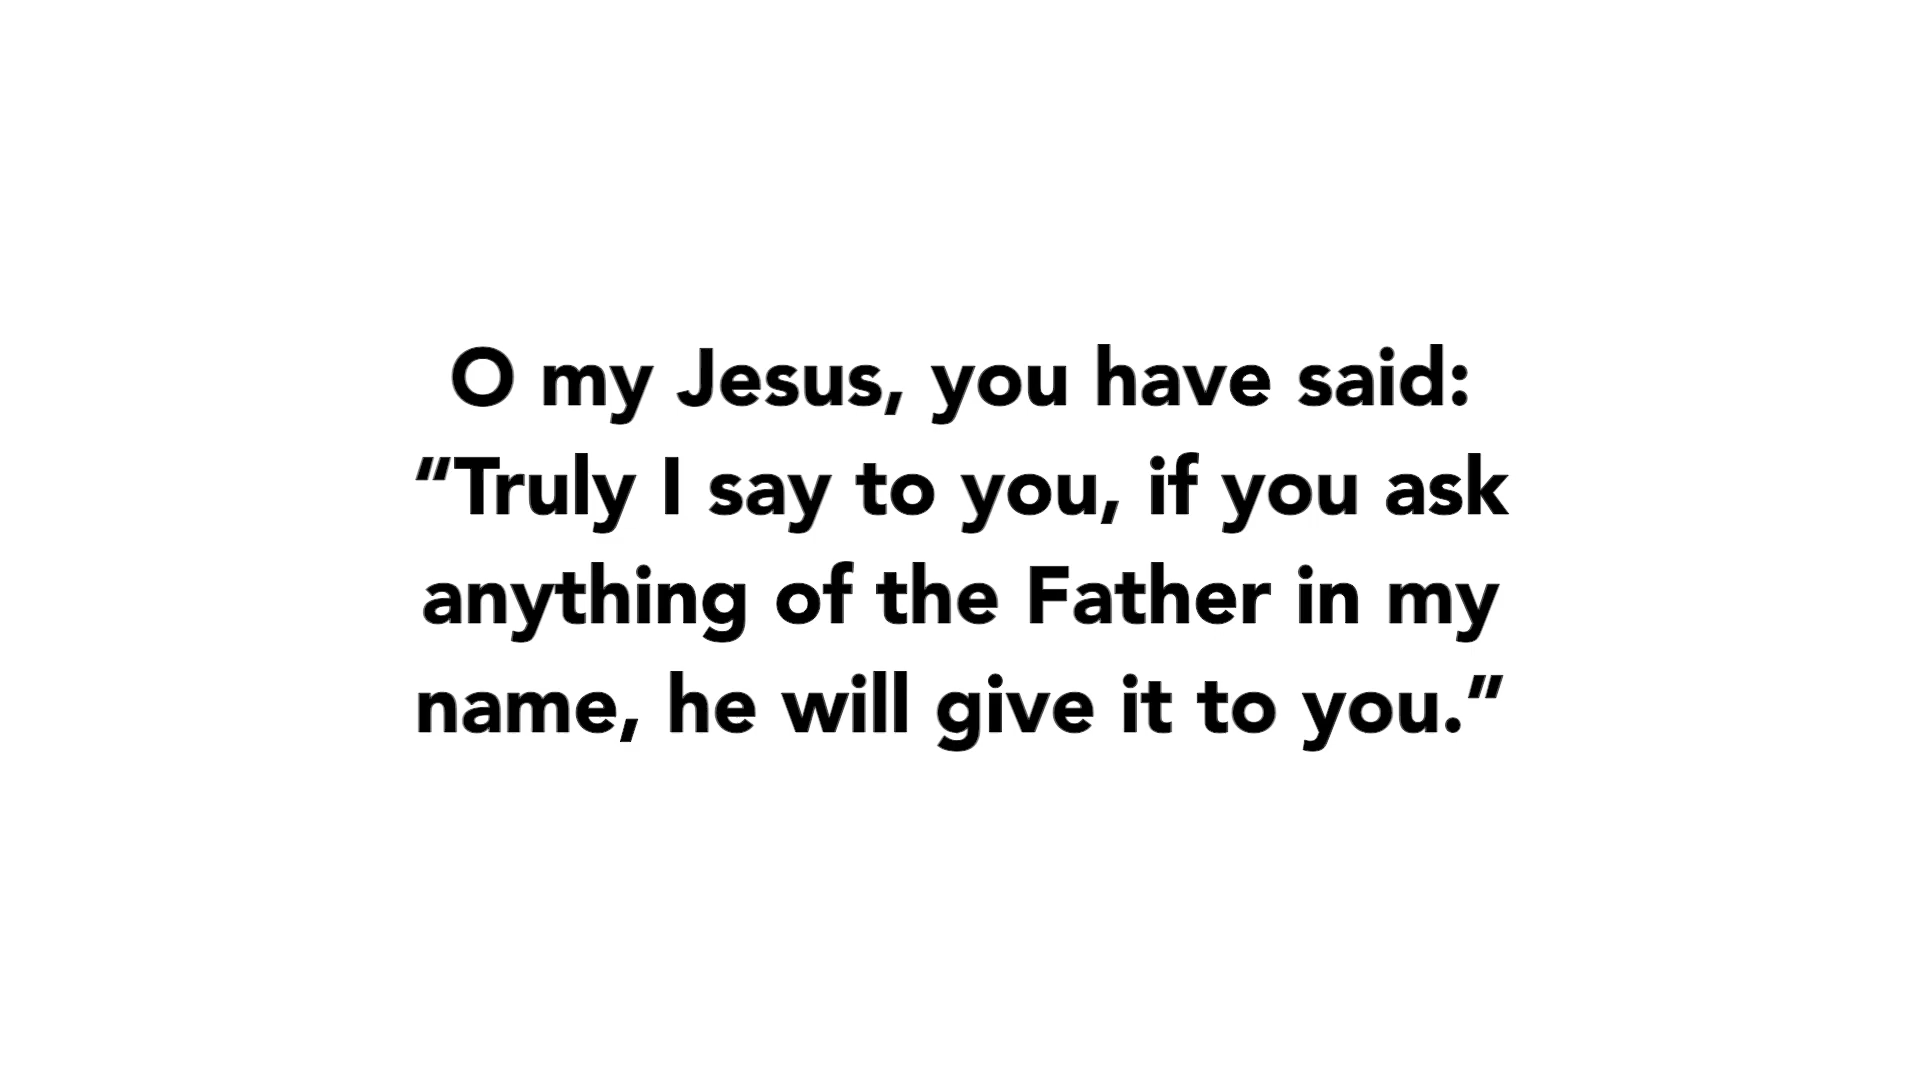 O my Jesus, you have said:
“Truly I say to you, if you ask
anything of the Father in my
name, he will give it to you.”